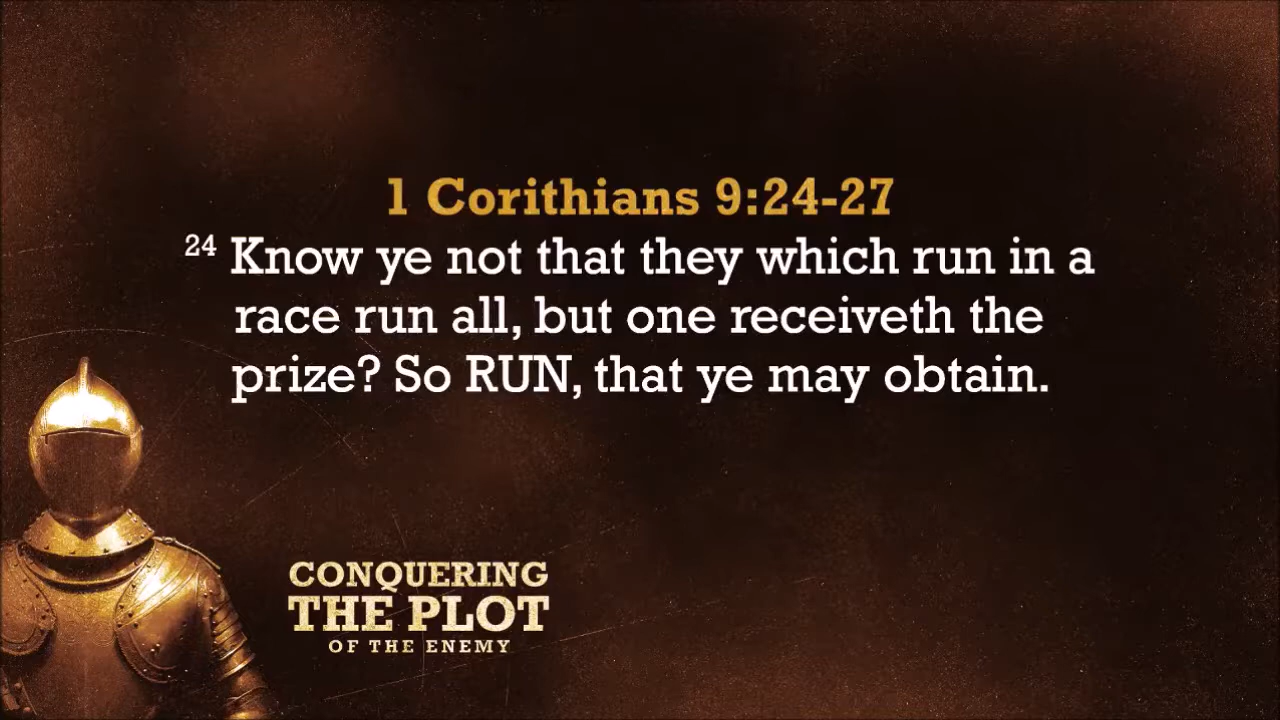 1 Corithians 9:24-27
24 Know ye not that they which run in a
race run all, but one receiveth the
prize? So RUN, that ye may obtain.
CONQUERING
THE PLOT
OF THE ENEMY